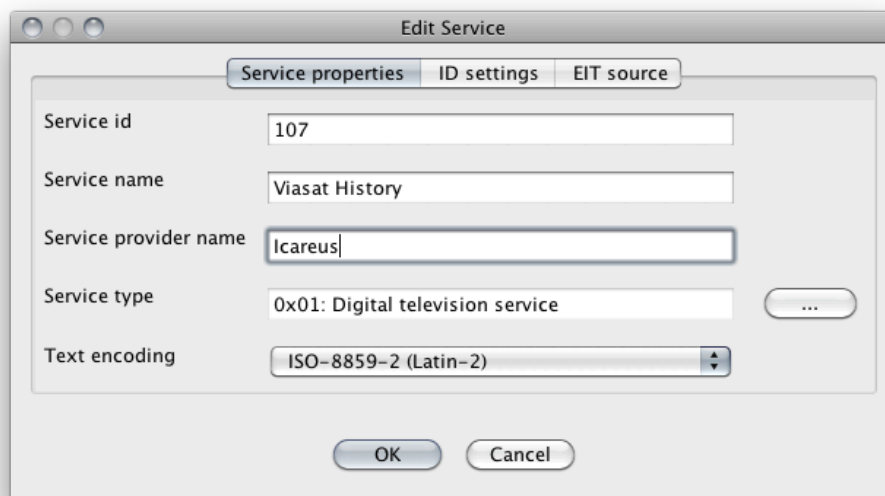 Edit Service
Service properties ID settings EIT source
Service id 107
Service name Viasat History
Service provider name Icareus
Service type 0x01: Digital television service ...
Text encoding ISO-8859-2 (Latin-2)
OK Cancel